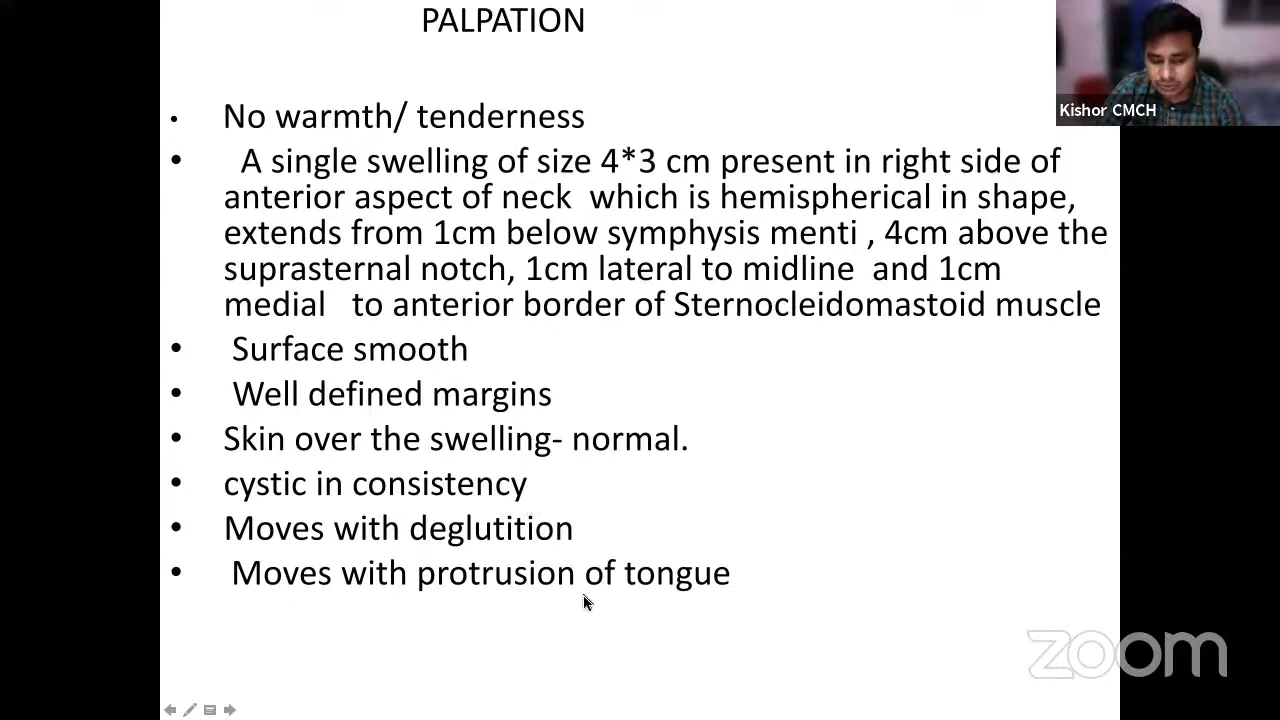 PALPATION
Kishor CMCH
• No warmth/ tenderness
• A single swelling of size 4*3 cm present in right side of
anterior aspect of neck which is hemispherical in shape,
extends from 1cm below symphysis menti , 4cm above the
suprasternal notch, 1cm lateral to midline and 1cm
medial to anterior border of Sternocleidomastoid muscle
• Surface smooth
• Well defined margins
• Skin over the swelling- normal.
• cystic in consistency
• Moves with deglutition
• Moves with protrusion of tongue
zoom